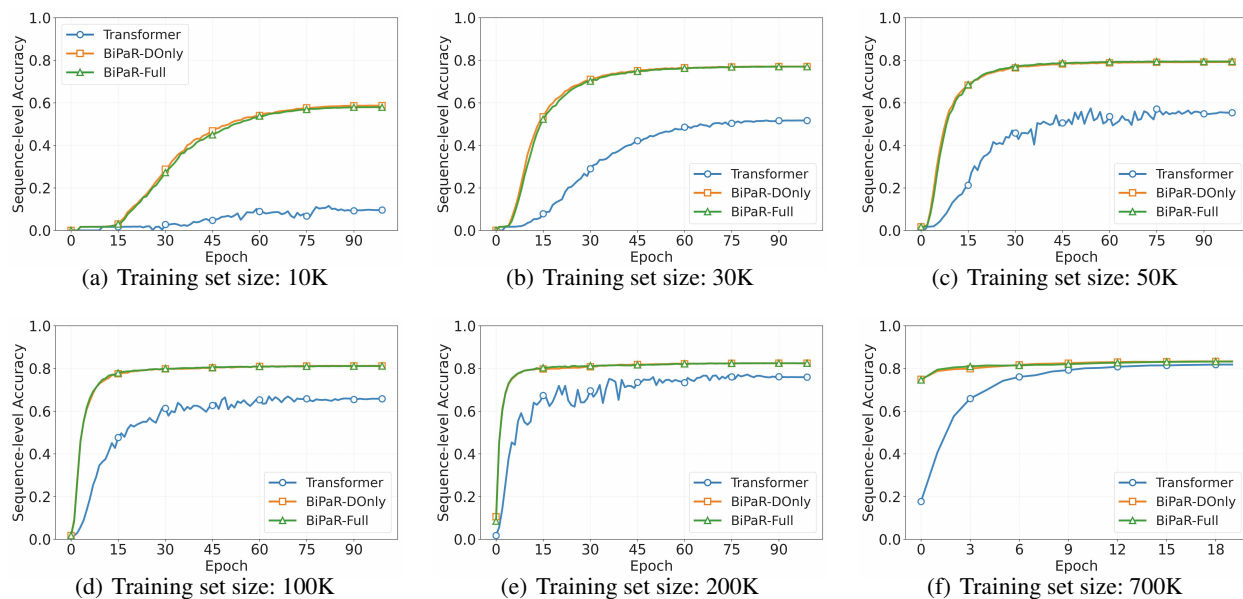 1.0
0.8
0.6
0.4
0.2
0.0
Sequence-level Accuracy
Transformer
BiPaR-DOnly
BiPaR-Full
0 15 30 45 60 75 90
Epoch
(a) Training set size: 10K
1.0
0.8
0.6
0.4
0.2
0.0
Sequence-level Accuracy
Transformer
BiPaR-DOnly
BiPaR-Full
0 15 30 45 60 75 90
Epoch
(b) Training set size: 30K
1.0
0.8
0.6
0.4
0.2
0.0
Sequence-level Accuracy
Transformer
BiPaR-DOnly
BiPaR-Full
0 15 30 45 60 75 90
Epoch
(c) Training set size: 50K
1.0
0.8
0.6
0.4
0.2
0.0
Sequence-level Accuracy
Transformer
BiPaR-DOnly
BiPaR-Full
0 15 30 45 60 75 90
Epoch
(d) Training set size: 100K
1.0
0.8
0.6
0.4
0.2
0.0
Sequence-level Accuracy
Transformer
BiPaR-DOnly
BiPaR-Full
0 15 30 45 60 75 90
Epoch
(e) Training set size: 200K
1.0
0.8
0.6
0.4
0.2
0.0
Sequence-level Accuracy
Transformer
BiPaR-DOnly
BiPaR-Full
0 3 6 9 12 15 18
Epoch
(f) Training set size: 700K